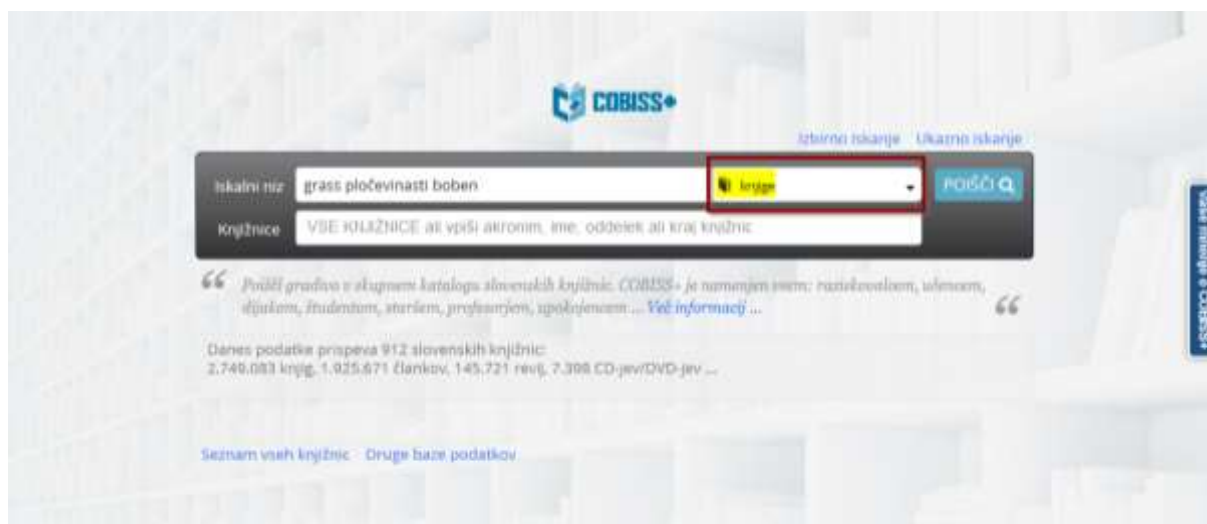 COBISS+
Izbirno iskanje Ukazno iskanje
Iskalni niz grass pločevinasti boben knjige POIŠČI
Knjižnice VSE KNJIŽNICE ali vpiši akronim, ime, oddelek ali kraj knjižnic
“ Poišči gradivo v skupnem katalogu slovenskih knjižnic. COBISS+ je namenjen vsem: raziskovalcem, učencem,
dijakom, študentom, staršem, profesorjem, upokojencem ... Več informacij ... “
Danes podatke prispeva 912 slovenskih knjižnic:
2.749.083 knjig, 1.925.671 člankov, 145.721 revij, 7.398 CD-jev/DVD-jev ...
Seznam vseh knjižnic Druge baze podatkov
Vaše mnenje o COBISS+